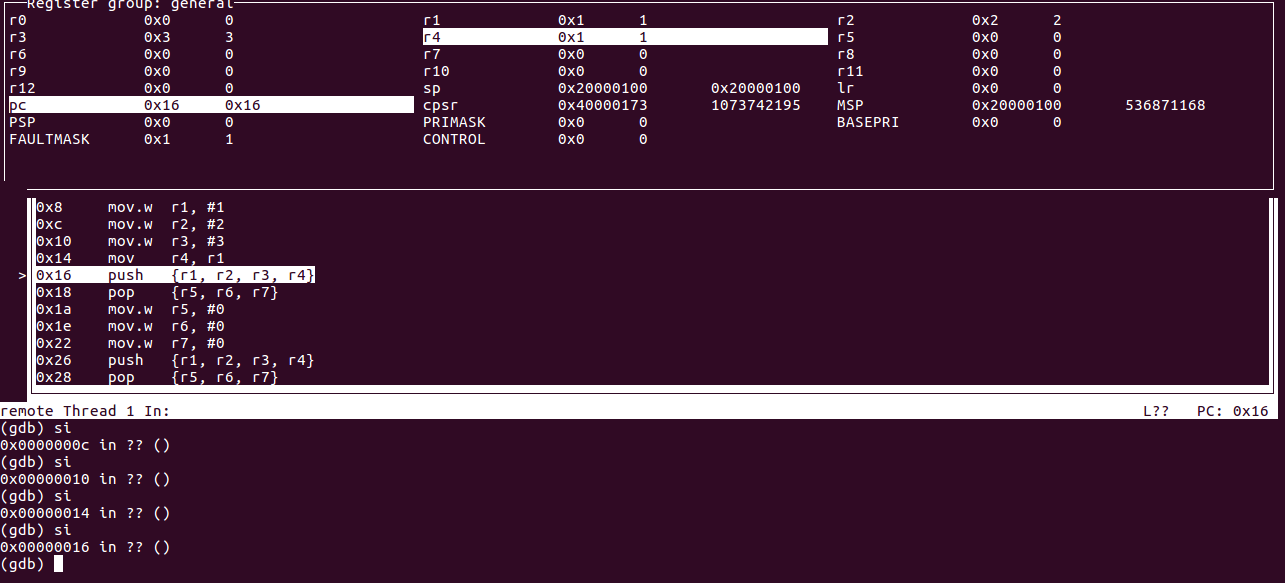 Register group: general
r0 0x0 0 r1 0x1 1 r2 0x2 2
r3 0x3 3 r4 0x1 1 r5 0x0 0
r6 0x0 0 r7 0x0 0 r8 0x0 0
r9 0x0 0 r10 0x0 0 r11 0x0 0
r12 0x0 0 sp 0x20000100 0x20000100 lr 0x0 0
pc 0x16 0x16 cpsr 0x40000173 1073742195 MSP 0x20000100 536871168
PSP 0x0 0 PRIMASK 0x0 0 BASEPRI 0x0 0
FAULTMASK 0x1 1 CONTROL 0x0 0
0x8 mov.w r1, #1
0xc mov.w r2, #2
0x10 mov.w r3, #3
0x14 mov r4, r1
>0x16 push {r1, r2, r3, r4}
0x18 pop {r5, r6, r7}
0x1a mov.w r5, #0
0x1e mov.w r6, #0
0x22 mov.w r7, #0
0x26 push {r1, r2, r3, r4}
0x28 pop {r5, r6, r7}
remote Thread 1 In: L?? PC: 0x16
(gdb) si
0x0000000c in ?? ()
(gdb) si
0x00000010 in ?? ()
(gdb) si
0x00000014 in ?? ()
(gdb) si
0x00000016 in ?? ()
(gdb)